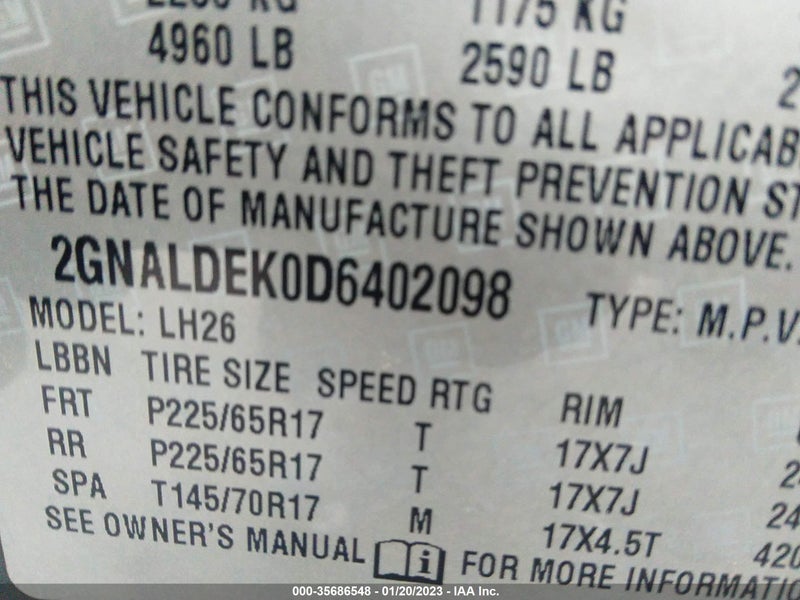 1175 KG
4960 LB 2590 LB
THIS VEHICLE CONFORMS TO ALL
VEHICLE SAFETY AND THEFT PREVENTION
THE DATE OF MANUFACTURE SHOWN ABOVE.
2GNALDEK0D6402098 TYPE: M.P.V.
MODEL: LH26
LBBN TIRE SIZE SPEED RTG RIM
FRT P225/65R17 T 17X7J
RR P225/65R17 T 17X7J
SPA T145/70R17 M 17X4.5T
SEE OWNER'S MANUAL i FOR MORE
000-35686548 - 01/20/2023 - IAA Inc.